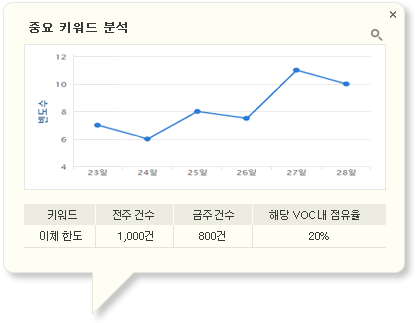 중요 키워드 분석
12
10
8
6
4
빈도수
23일 24일 25일 26일 27일 28일
키워드 전주 건수 금주 건수 해당 VOC 내 점유율
이체 한도 1,000건 800건 20%